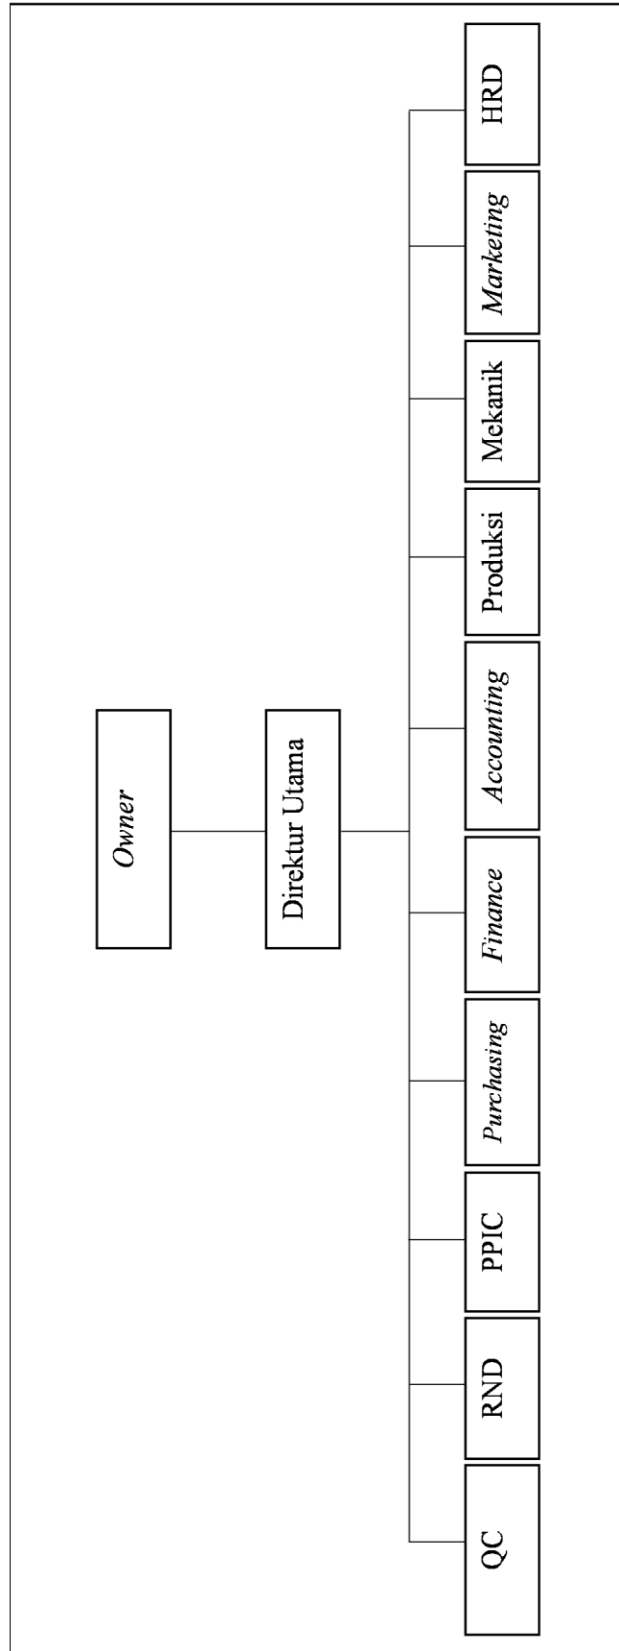 Owner
Direktur Utama
QC
RND
PPIC
Purchasing
Finance
Accounting
Produksi
Mekanik
Marketing
HRD